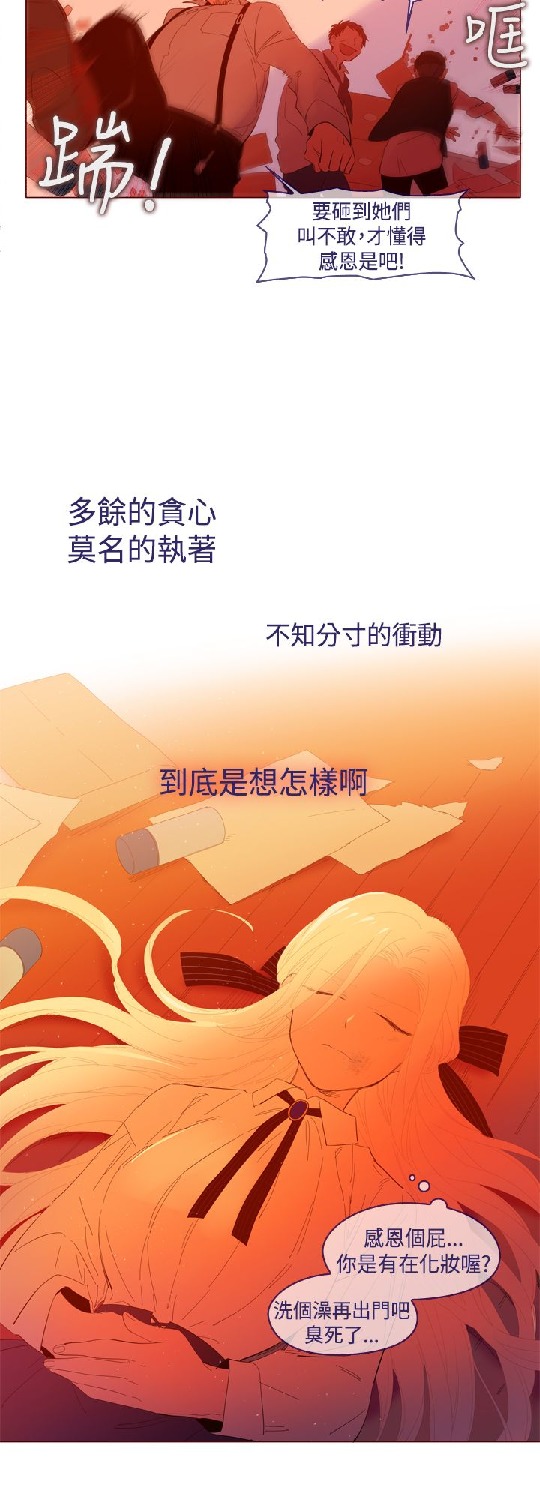 哐
踹!
要砸到她們
叫不敢,才懂得
感恩是吧!
多餘的貪心
莫名的執著
不知分寸的衝動
到底是想怎樣啊
感恩個屁...
你是有在化妝喔?
洗個澡再出門吧
臭死了...